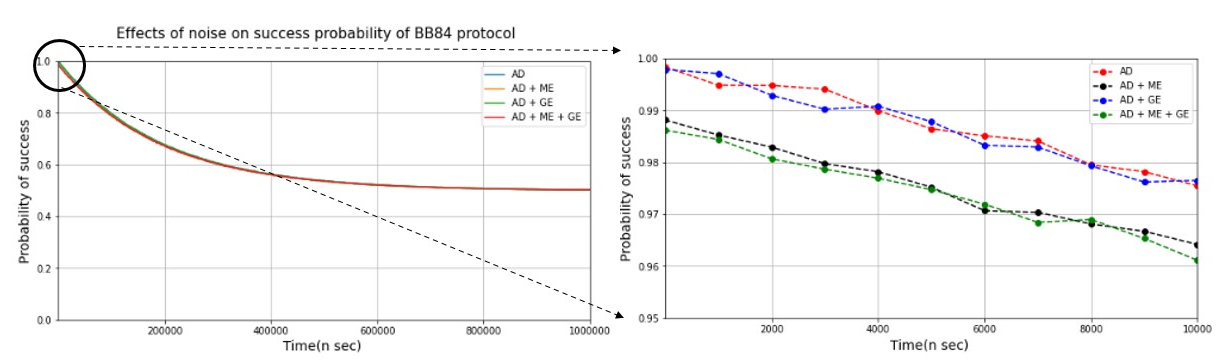 Effects of noise on success probability of BB84 protocol
Probability of success
1.0
0.8
0.6
0.4
0.2
0.0
200000
400000
600000
800000
1000000
Time(n sec)
AD
AD + ME
AD + GE
AD + ME + GE
Probability of success
1.00
0.99
0.98
0.97
0.96
0.95
2000
4000
6000
8000
10000
Time(n sec)
AD
AD + ME
AD + GE
AD + ME + GE